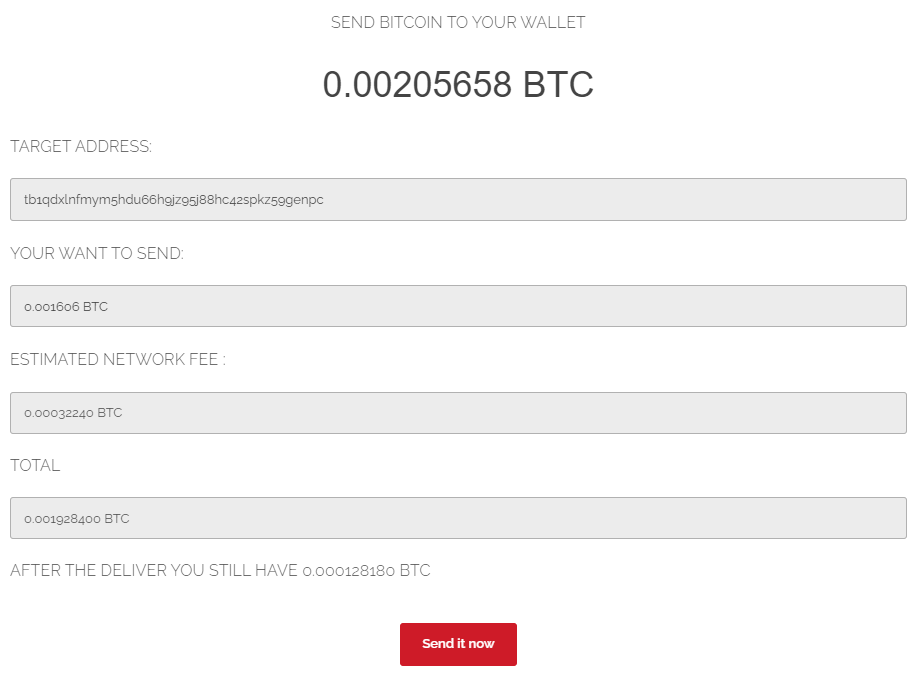 SEND BITCOIN TO YOUR WALLET
0.00205658 BTC
TARGET ADDRESS:
tb1qdxlnfmym5hdu66h9jz95j88hc42spkz59genpc
YOUR WANT TO SEND:
0.001606 BTC
ESTIMATED NETWORK FEE :
0.00032240 BTC
TOTAL
0.001928400 BTC
AFTER THE DELIVER YOU STILL HAVE 0.000128180 BTC
Send it now